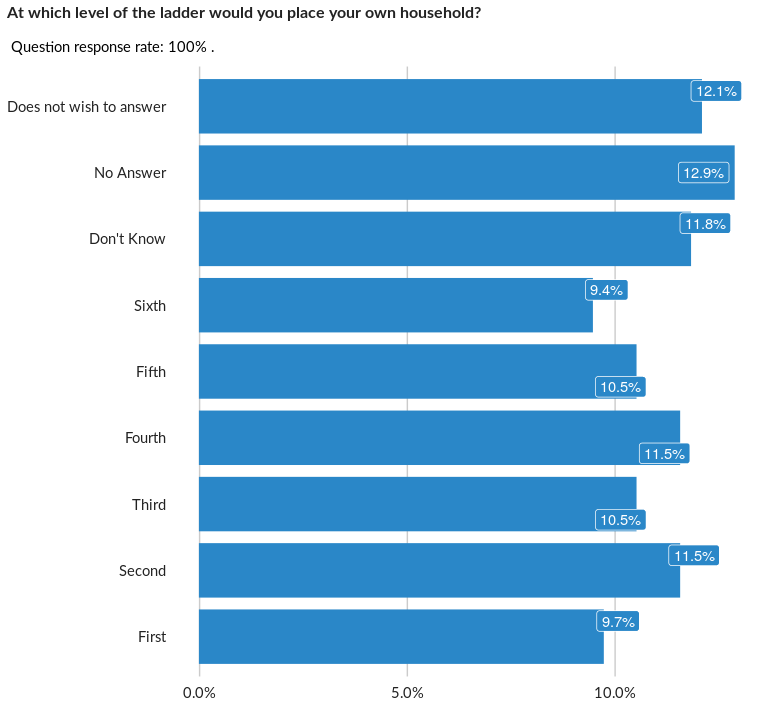 At which level of the ladder would you place your own household?
Question response rate: 100% .
Does not wish to answer 12.1%
No Answer 12.9%
Don't Know 11.8%
Sixth 9.4%
Fifth 10.5%
Fourth 11.5%
Third 10.5%
Second 11.5%
First 9.7%
0.0% 5.0% 10.0%